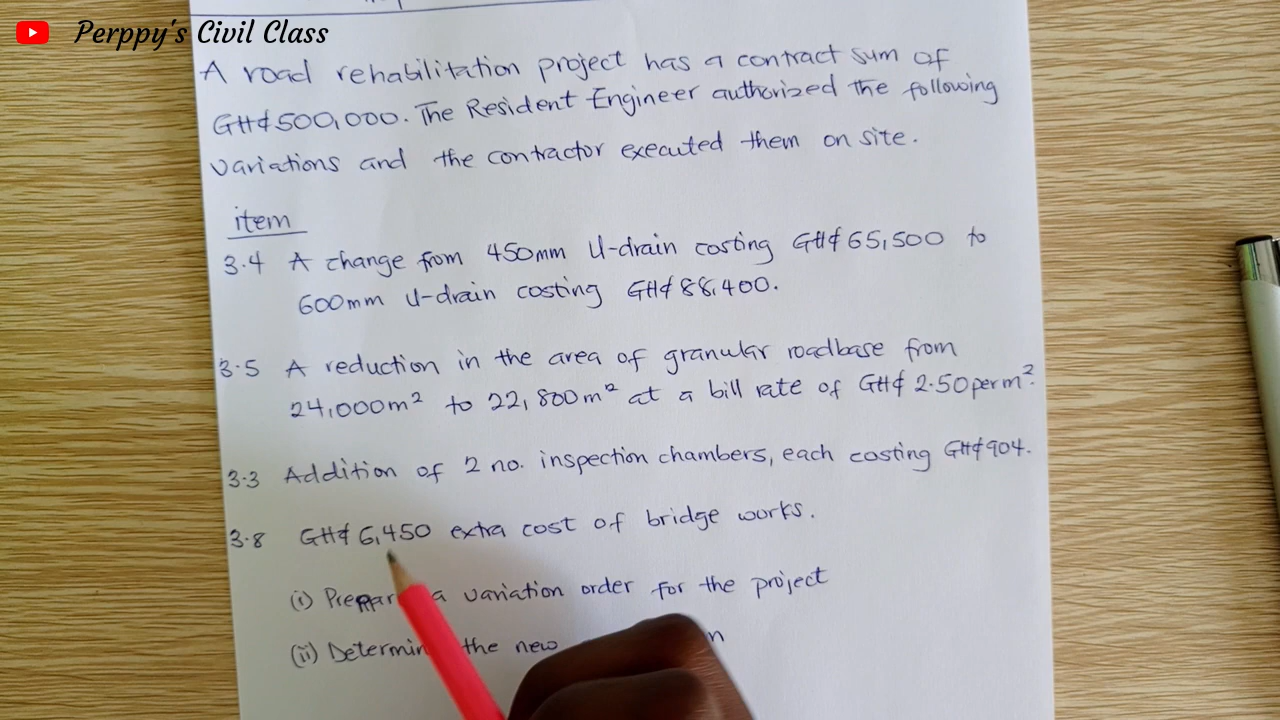 Perppy's Civil Class
A road rehabilitation project has a contract sum of
GH₵500,000. The Resident Engineer authorized the following
variations and the contractor executed them on site.
item
3.4 A change from 450mm U-drain costing GH₵65,500 to
600mm U-drain costing GH₵88,400.
3.5 A reduction in the area of granular roadbase from
24,000m² to 22,800m² at a bill rate of GH₵2.50 per m².
3.3 Addition of 2 no. inspection chambers, each costing GH₵904.
3.8 GH₵6,450 extra cost of bridge works.
(i) a variation order for the project
(ii) the new